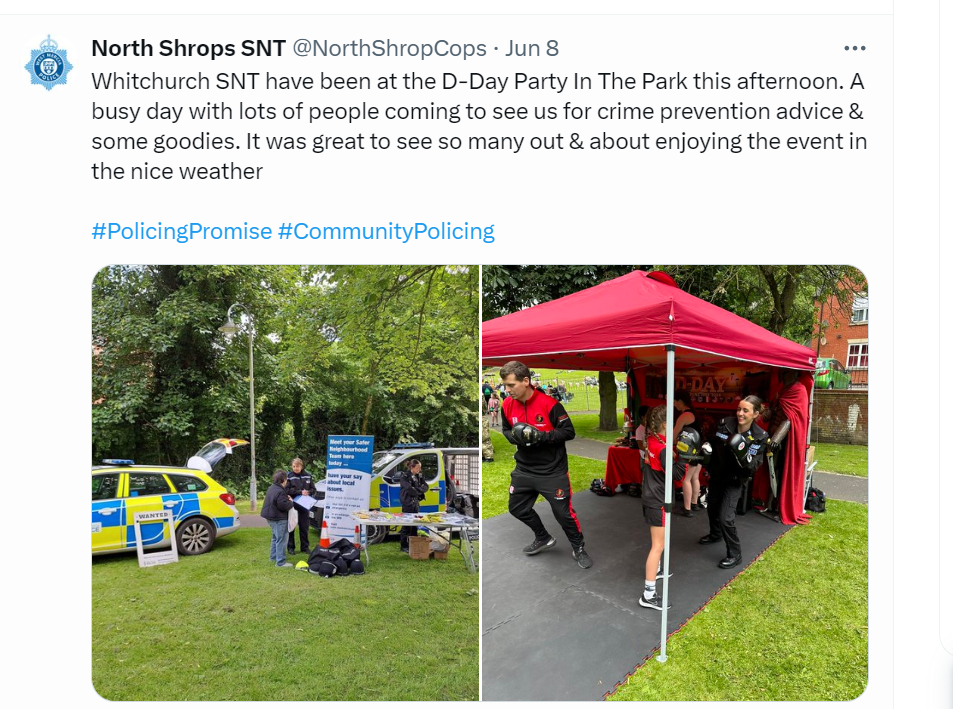 North Shrops SNT @NorthShropCops · Jun 8
Whitchurch SNT have been at the D-Day Party In The Park this afternoon. A
busy day with lots of people coming to see us for crime prevention advice &
some goodies. It was great to see so many out & about enjoying the event in
the nice weather
#PolicingPromise #CommunityPolicing
Meet your Safer
Neighbourhood
Team here
today ...
have your say
about local
issues.
WANTED
D-DAY